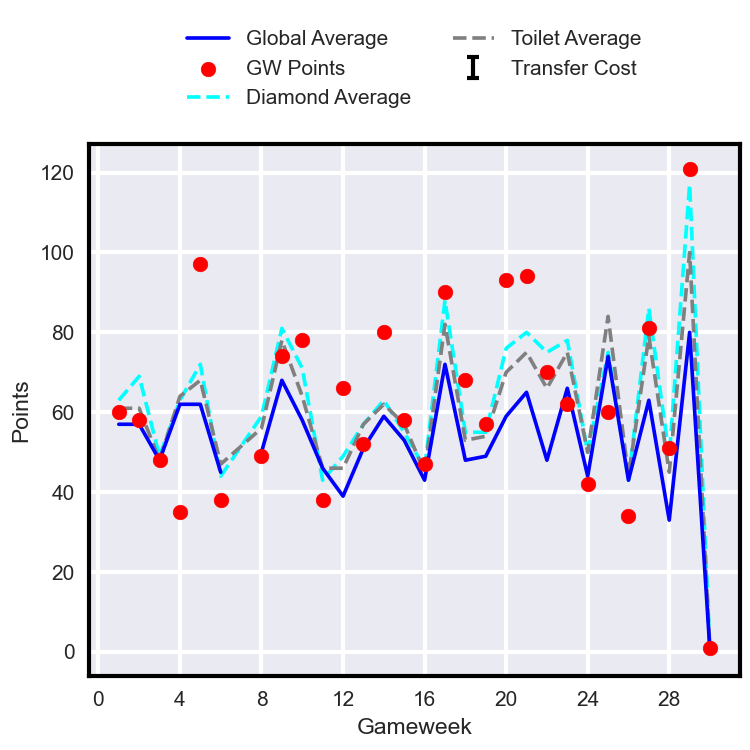 Global Average
GW Points
Diamond Average
Toilet Average
Transfer Cost
120
100
80
60
40
20
0
Points
0 4 8 12 16 20 24 28
Gameweek